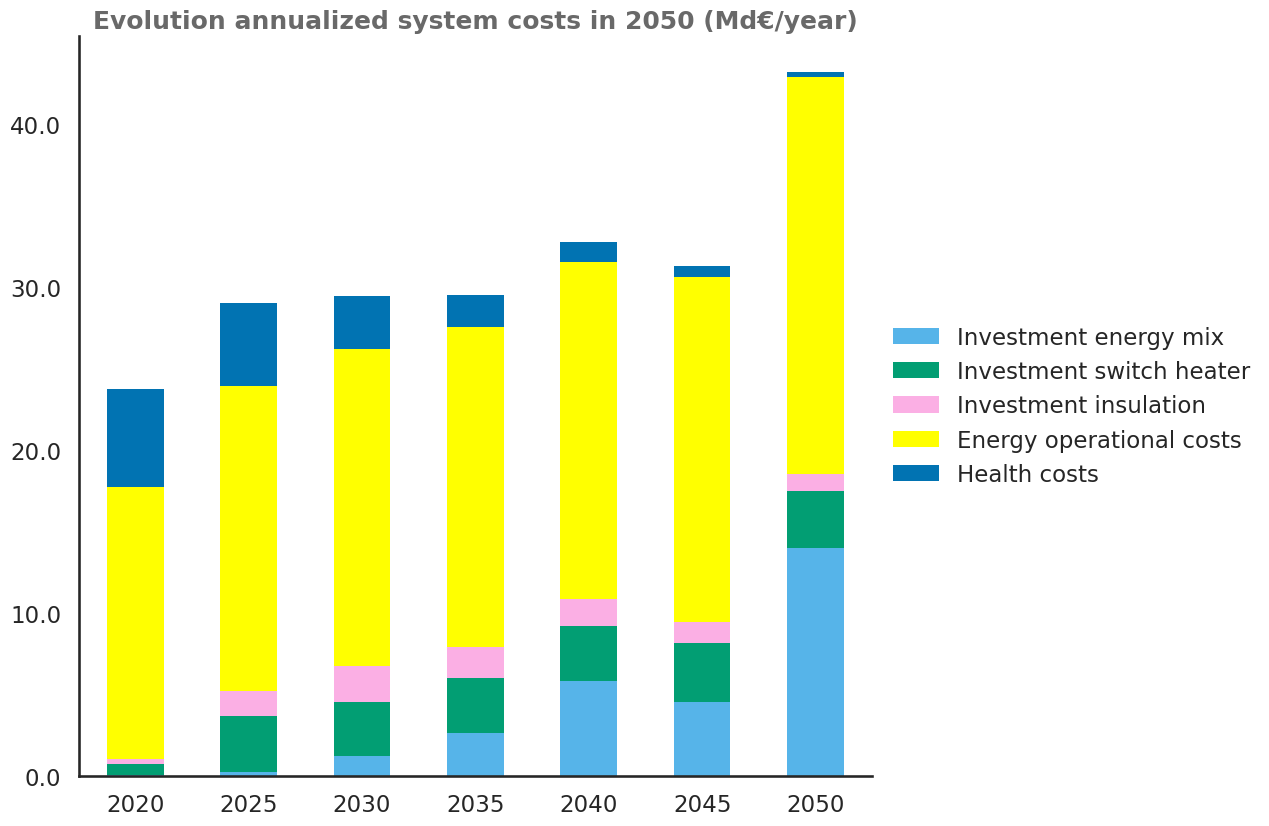 Evolution annualized system costs in 2050 (Md€/year)
40.0
30.0
20.0
10.0
0.0
2020 2025 2030 2035 2040 2045 2050
Investment energy mix
Investment switch heater
Investment insulation
Energy operational costs
Health costs